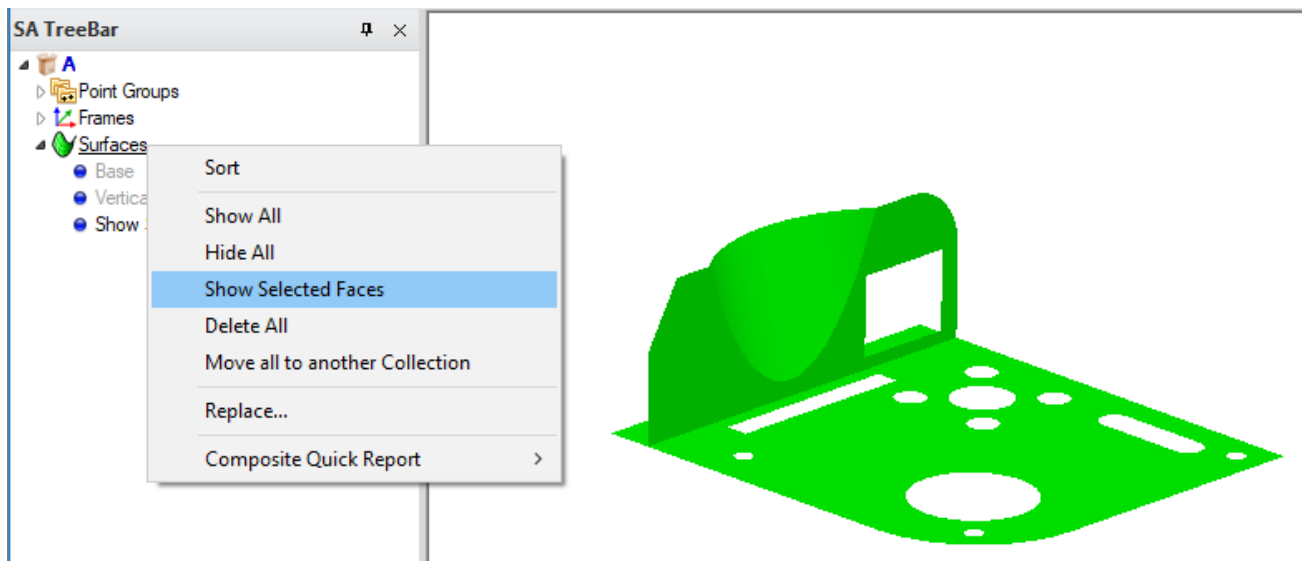 SA TreeBar
A
Point Groups
Frames
Surfaces
Base
Vertica
Show
Sort
Show All
Hide All
Show Selected Faces
Delete All
Move all to another Collection
Replace...
Composite Quick Report